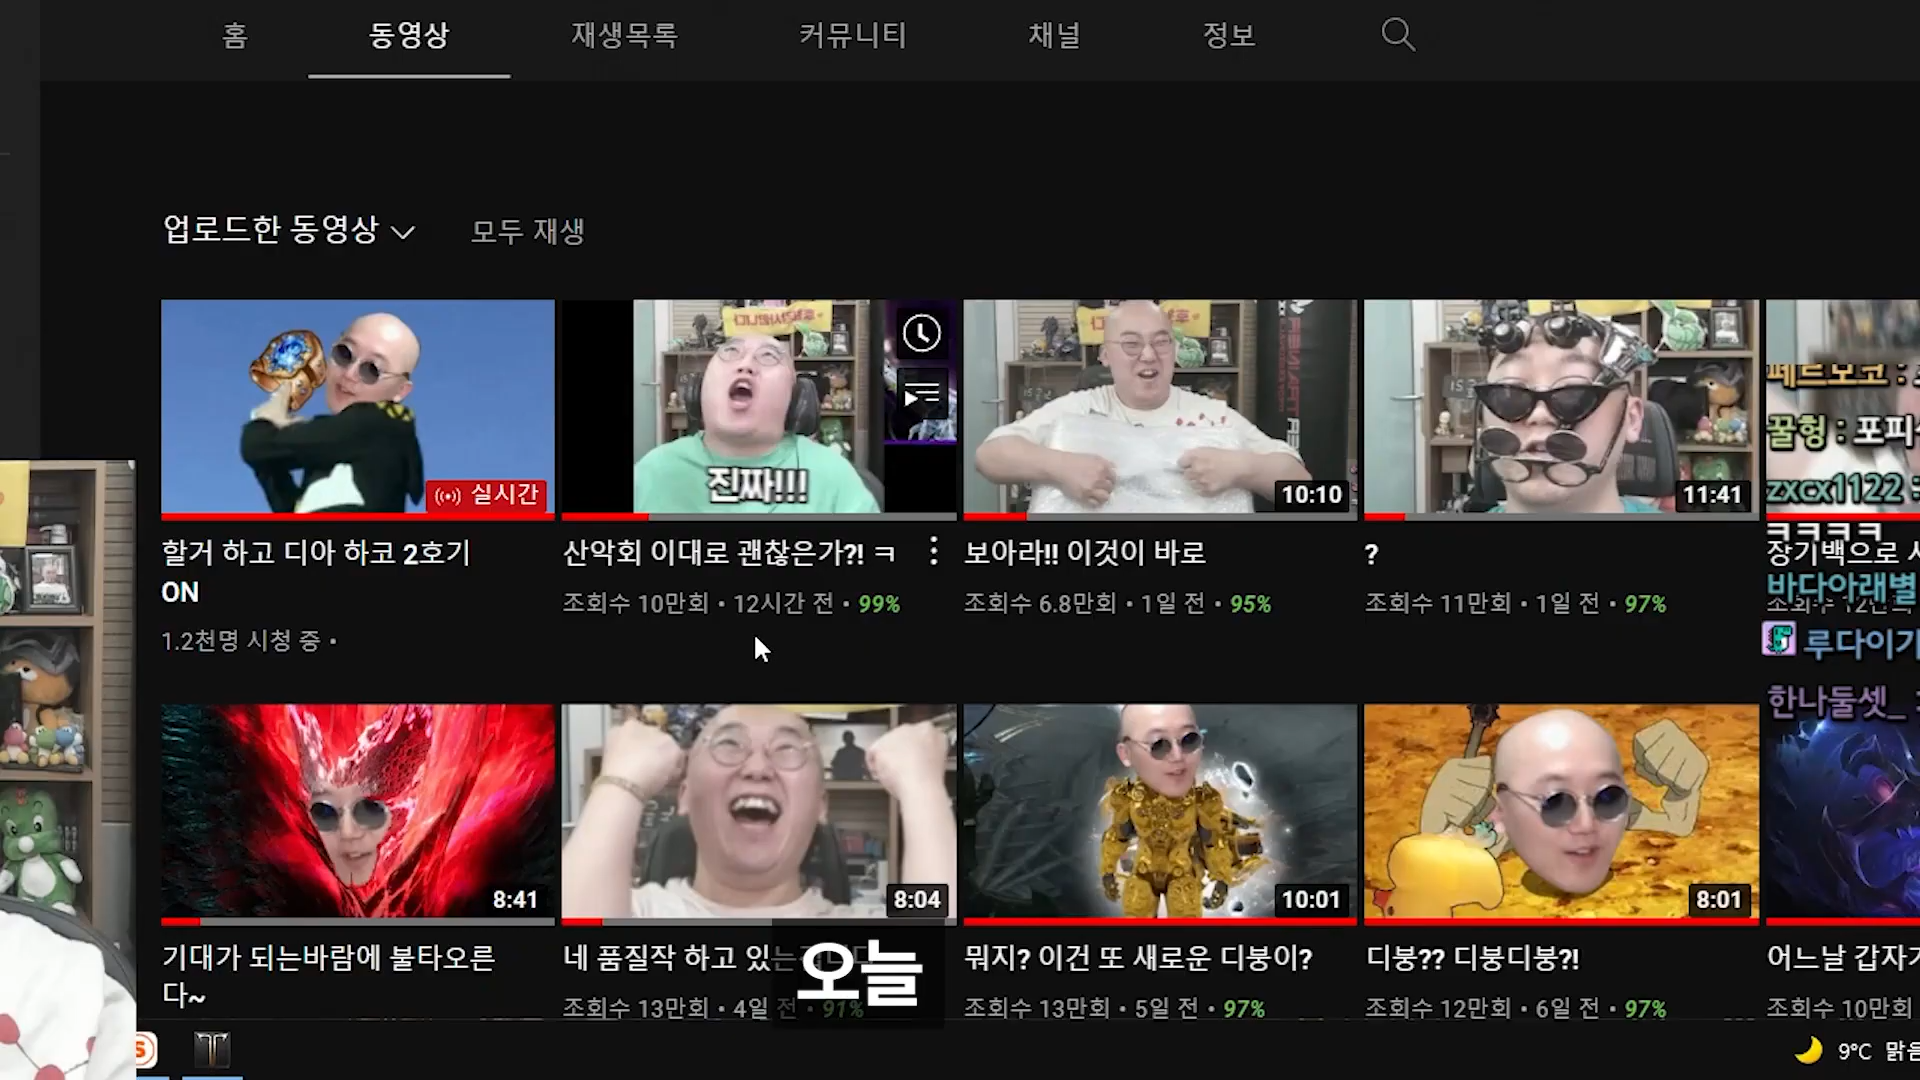 홈 동영상 재생목록 커뮤니티 채널 정보
업로드한 동영상 모두 재생
실시간
진짜!!!
10:10
11:41
꿀형 : 포피
zxcx1122
ㅋㅋㅋㅋ
할거 하고 디아 하코 2호기
ON
1.2천명 시청 중 •
산악회 이대로 괜찮은가?! ㅋ
조회수 10만회 • 12시간 전 • 99%
보아라!! 이것이 바로
조회수 6.8만회 • 1일 전 • 95%
?
조회수 11만회 • 1일 전 • 97%
장기백으로
바다아래별
루다이기
한나둘셋_
8:41
8:04
10:01
8:01
기대가 되는바람에 불타오른
다~
네 품질작 하고 있는
조회수 13만회 • 4일 전 • 91%
오늘
뭐지? 이건 또 새로운 디붕이?
조회수 13만회 • 5일 전 • 97%
디붕?? 디붕디붕?!
조회수 12만회 • 6일 전 • 97%
어느날 갑자기
조회수 10만회
9°C 맑음